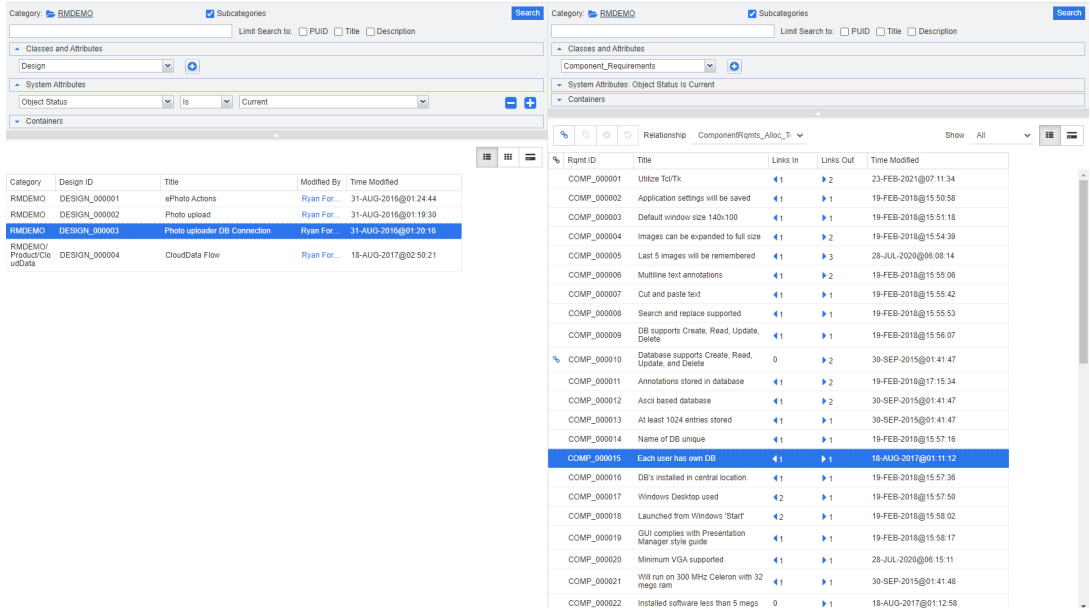 Category: RMDEMO Subcategories Search
Limit Search to: PUID Title Description
Classes and Attributes
Design
System Attributes
Object Status Is Current
Containers
Category Design ID Title Modified By Time Modified
RMDEMO DESIGN_000001 ePhoto Actions Ryan For... 31-AUG-2016@01:24:44
RMDEMO DESIGN_000002 Photo upload Ryan For... 31-AUG-2016@01:19:30
RMDEMO DESIGN_000003 Photo uploader DB Connection Ryan For... 31-AUG-2016@01:20:16
RMDEMO/
Product/Clo DESIGN_000004 CloudData Flow Ryan For... 18-AUG-2017@02:50:21
udData
Category: RMDEMO Subcategories Search
Limit Search to: PUID Title Description
Classes and Attributes
Component_Requirements
System Attributes: Object Status Is Current
Containers
Relationship ComponentRqmts_Alloc_T Show All
Rqmt ID Title Links In Links Out Time Modified
COMP_000001 Utilize Tcl/Tk 1 2 23-FEB-2021@07:11:34
COMP_000002 Application settings will be saved 1 1 19-FEB-2018@15:50:58
COMP_000003 Default window size 140x100 1 1 19-FEB-2018@15:51:18
COMP_000004 Images can be expanded to full size 1 2 19-FEB-2018@15:54:39
COMP_000005 Last 5 images will be remembered 1 3 28-JUL-2020@06:08:14
COMP_000006 Multiline text annotations 1 2 19-FEB-2018@15:55:06
COMP_000007 Cut and paste text 1 1 19-FEB-2018@15:55:42
COMP_000008 Search and replace supported 1 1 19-FEB-2018@15:55:53
COMP_000009 DB supports Create, Read, Update, 1 1 19-FEB-2018@15:56:07
Delete
COMP_000010 Database supports Create, Read, 0 2 30-SEP-2015@01:41:47
Update, and Delete
COMP_000011 Annotations stored in database 1 2 19-FEB-2018@17:15:34
COMP_000012 Ascii based database 1 2 30-SEP-2015@01:41:47
COMP_000013 At least 1024 entries stored 1 1 30-SEP-2015@01:41:47
COMP_000014 Name of DB unique 1 1 19-FEB-2018@15:57:16
COMP_000015 Each user has own DB 1 1 18-AUG-2017@01:11:12
COMP_000016 DB's installed in central location. 1 1 19-FEB-2018@15:57:36
COMP_000017 Windows Desktop used 2 1 19-FEB-2018@15:57:50
COMP_000018 Launched from Windows 'Start' 2 1 19-FEB-2018@15:58:02
COMP_000019 GUI complies with Presentation 1 1 19-FEB-2018@15:58:17
Manager style guide
COMP_000020 Minimum VGA supported 1 1 28-JUL-2020@06:15:11
COMP_000021 Will run on 300 MHz Celeron with 32 1 1 30-SEP-2015@01:41:48
megs ram
COMP_000022 Installed software less than 5 megs 0 1 18-AUG-2017@01:12:58